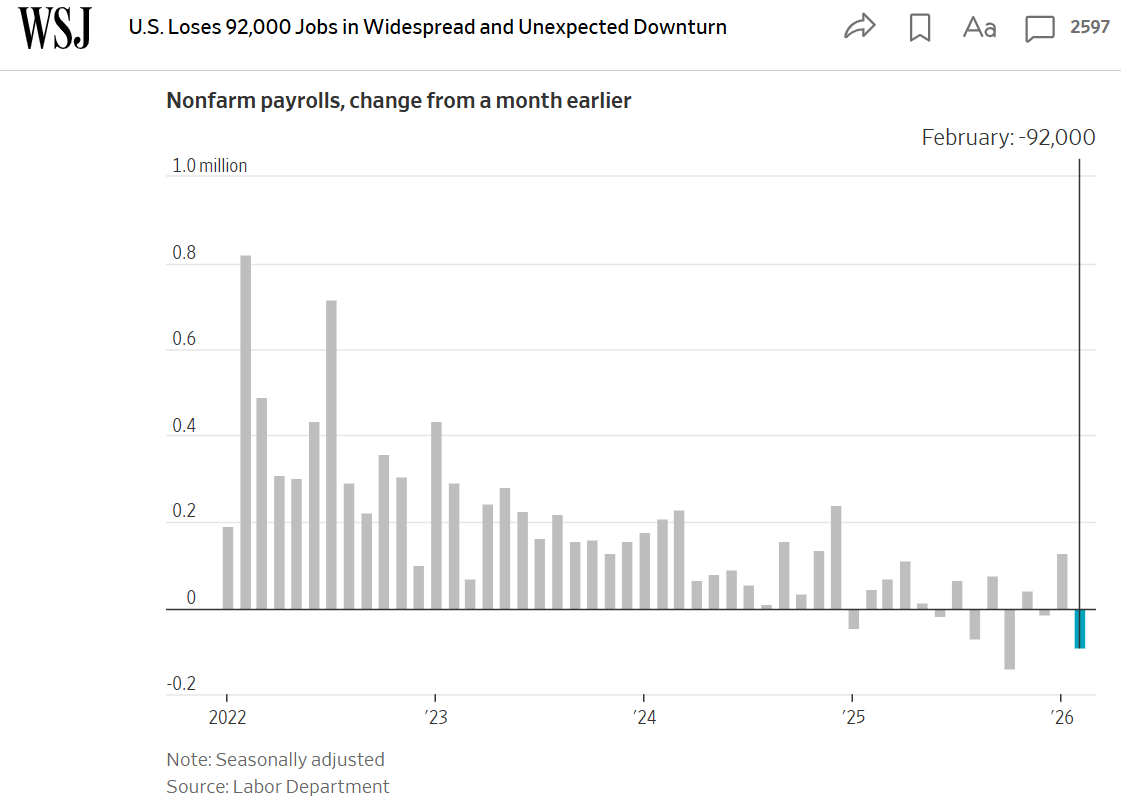 WSJ
U.S. Loses 92,000 Jobs in Widespread and Unexpected Downturn
Aa
2597
Nonfarm payrolls, change from a month earlier
February: -92,000
1.0 million
0.8
0.6
0.4
0.2
0
-0.2
2022 ’23 ’24 ’25 ’26
Note: Seasonally adjusted
Source: Labor Department